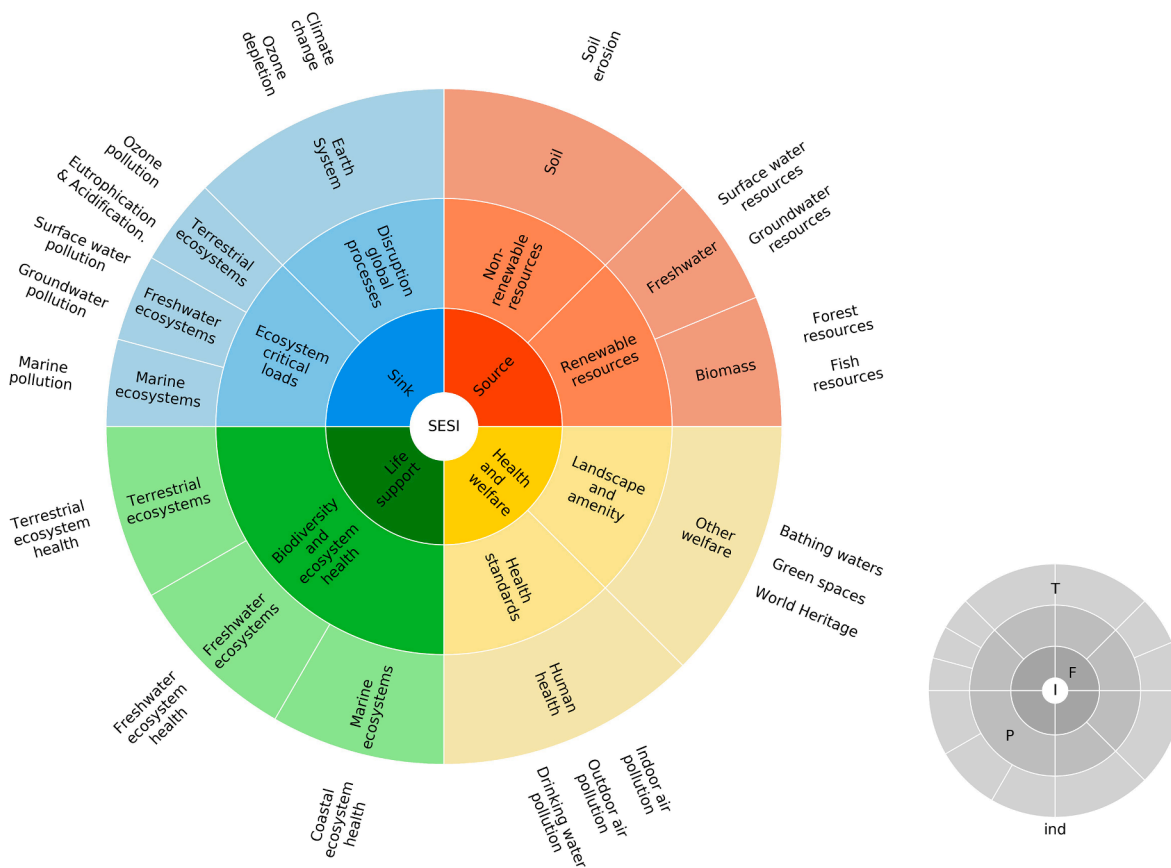 Climate
change
Ozone
depletion
Soil
erosion
Ozone
pollution
Eutrophication
& Acidification.
Surface water
pollution
Groundwater
pollution
Marine
pollution
Surface water
resources
Groundwater
resources
Forest
resources
Fish
resources
Earth
System
Soil
Terrestrial
ecosystems
Freshwater
ecosystems
Marine
ecosystems
Freshwater
Biomass
Disruption
global
processes
Ecosystem
critical
loads
Non-
renewable
resources
Renewable
resources
Sink
Source
SESI
Life
support
Health
and
welfare
Biodiversity
and
ecosystem
health
Landscape
and
amenity
Health
standards
Terrestrial
ecosystems
Freshwater
ecosystems
Marine
ecosystems
Other
welfare
Human
health
Terrestrial
ecosystem
health
Freshwater
ecosystem
health
Coastal
ecosystem
health
Bathing waters
Green spaces
World Heritage
Indoor air
pollution
Outdoor air
pollution
Drinking water
pollution
T
F
I
P
ind